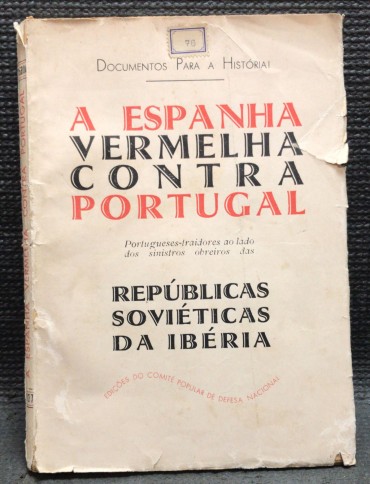 70
DOCUMENTOS PARA A HISTÓRIA!
A ESPANHA
VERMELHA
CONTRA
PORTUGAL
Portugueses-traidores ao lado
dos sinistros obreiros das
REPÚBLICAS
SOVIÉTICAS
DA IBÉRIA
EDIÇÕES DO COMITÉ POPULAR DE DEFESA NACIONAL